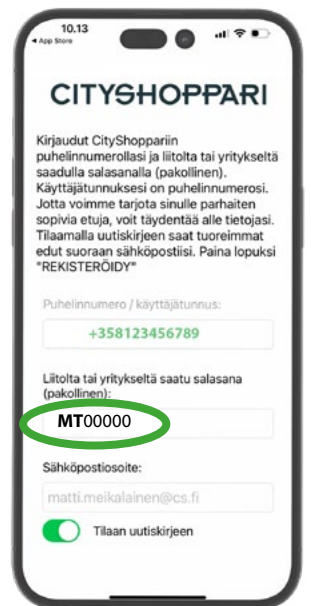 10.13
◀ App Store
CITYSHOPPARI
Kirjaudut CityShoppariin
puhelinnumerollasi ja liitolta tai yritykseltä
saadulla salasanalla (pakollinen).
Käyttäjätunnuksesi on puhelinnumerosi.
Jotta voimme tarjota sinulle parhaiten
sopivia etuja, voit täydentää alle tietojasi.
Tilaamalla uutiskirjeen saat tuoreimmat
edut suoraan sähköpostiisi. Paina lopuksi
"REKISTERÖIDY"
Puhelinnumero / käyttäjätunnus:
+358123456789
Liitolta tai yritykseltä saatu salasana
(pakollinen):
MT00000
Sähköpostiosoite:
matti.meikalainen@cs.fi
Tilaan uutiskirjeen